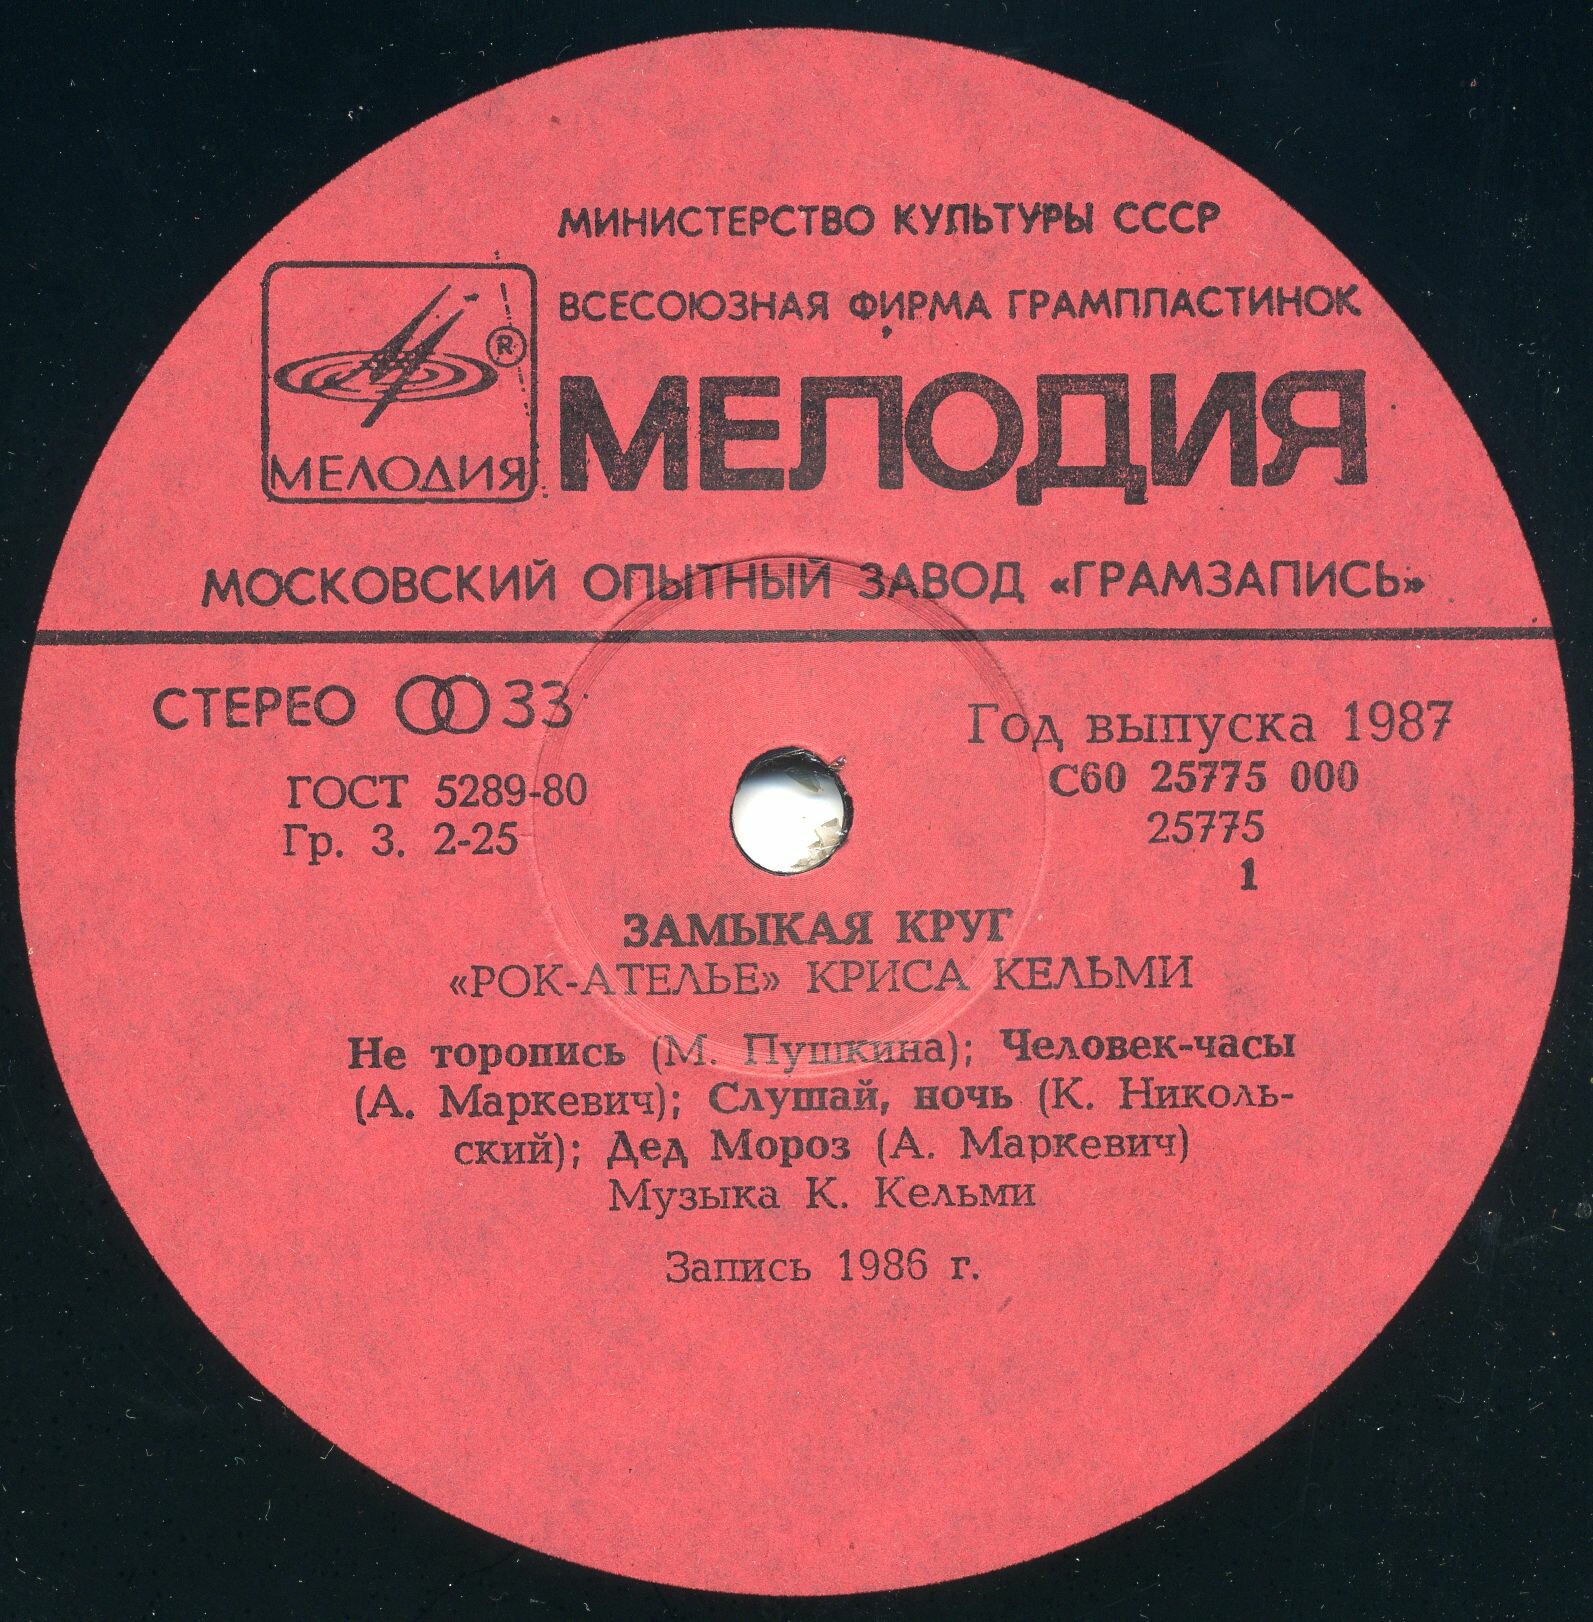 МИНИСТЕРСТВО КУЛЬТУРЫ СССР
ВСЕСОЮЗНАЯ ФИРМА ГРАМПЛАСТИНОК
®
МЕЛОДИЯ
МЕЛОДИЯ
МОСКОВСКИЙ ОПЫТНЫЙ ЗАВОД «ГРАМЗАПИСЬ»
СТЕРЕО 33
Год выпуска 1987
ГОСТ 5289-80
С60 25775 000
Гр. 3. 2-25
25775
1
ЗАМЫКАЯ КРУГ
«РОК-АТЕЛЬЕ» КРИСА КЕЛЬМИ
Не торопись (М. Пушкина); Человек-часы
(А. Маркевич); Слушай, ночь (К. Николь-
ский); Дед Мороз (А. Маркевич)
Музыка К. Кельми
Запись 1986 г.